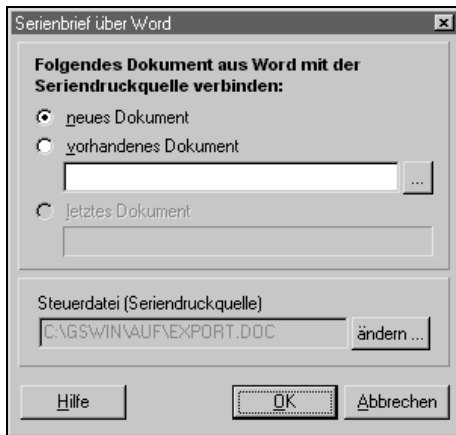 Serienbrief über Word
Folgendes Dokument aus Word mit der
Seriendruckquelle verbinden:
neues Dokument
vorhandenes Dokument
...
letztes Dokument
Steuerdatei (Seriendruckquelle)
C:\GSWIN\AUF\EXPORT.DOC ändern ...
Hilfe OK Abbrechen